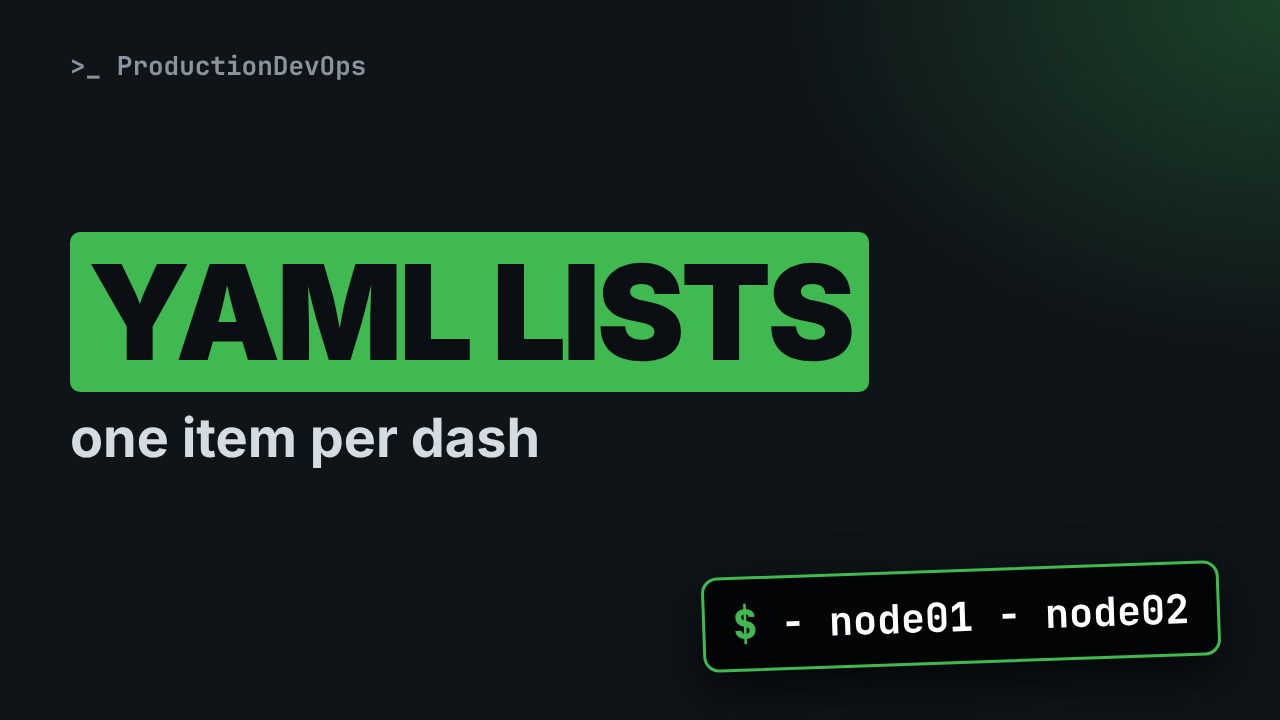 >_ ProductionDevOps
YAML LISTS
one item per dash
$ - node01 - node02